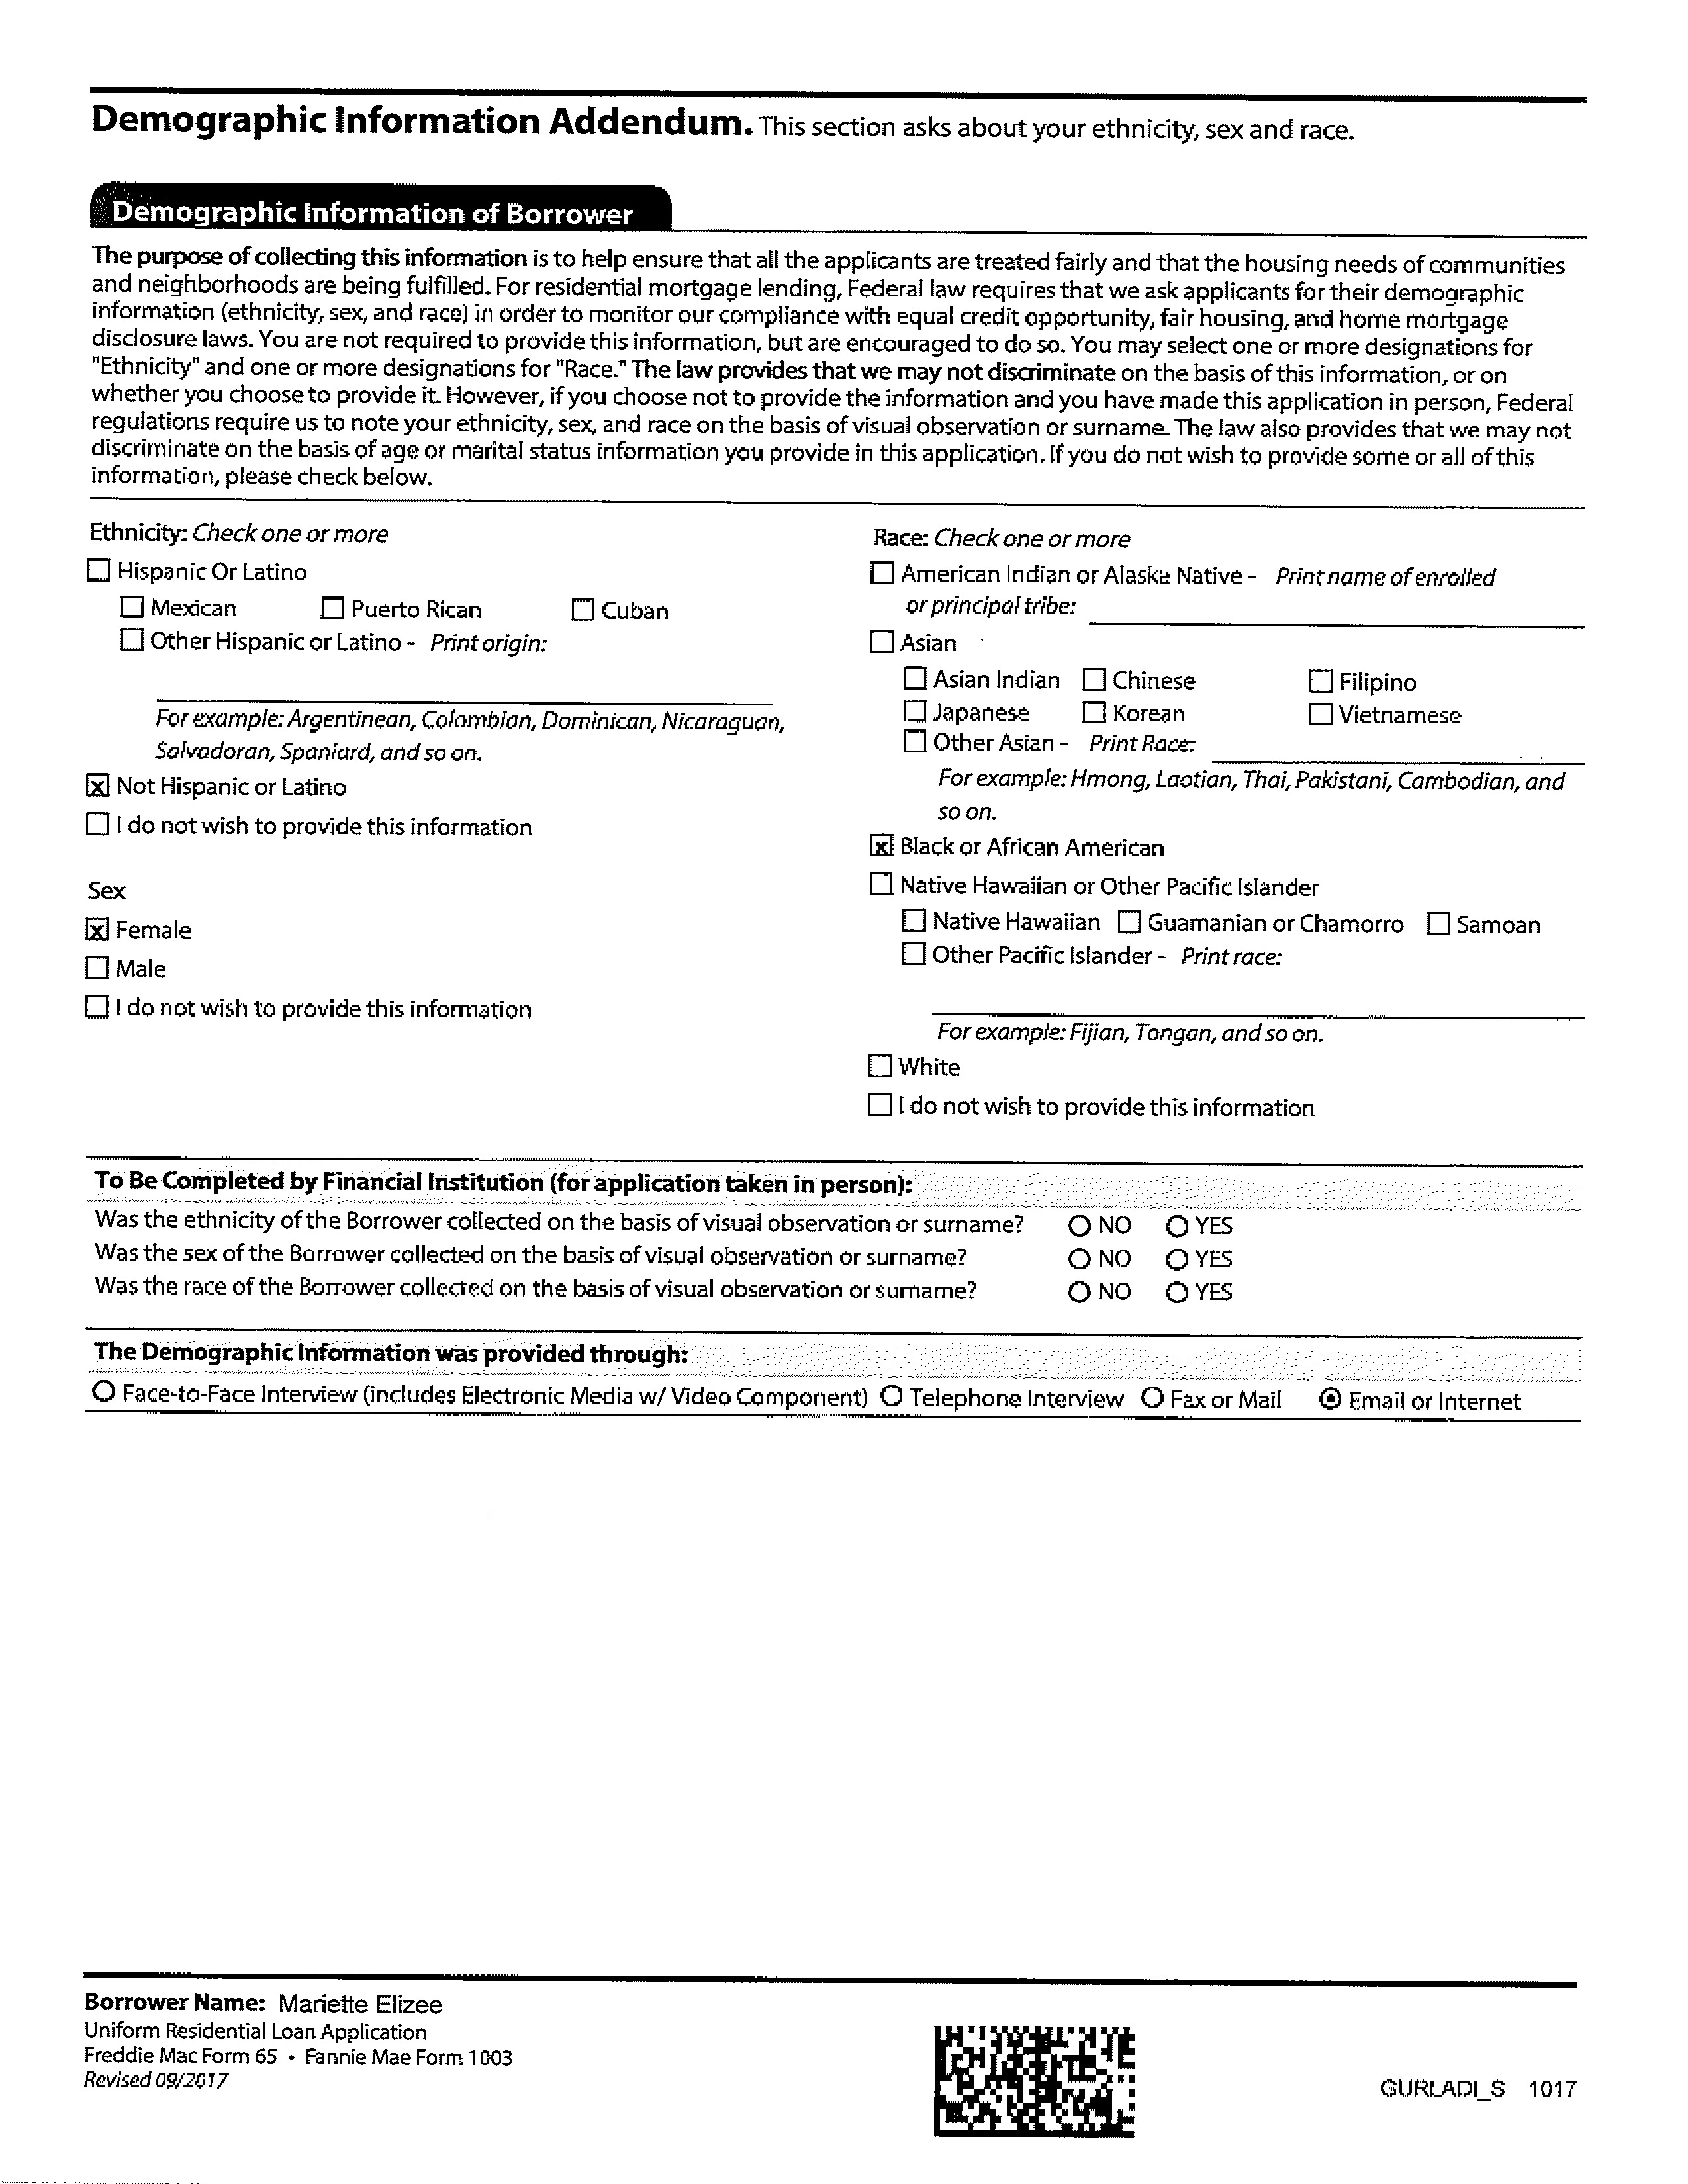 Demographic Information Addendum. This section asks about your ethnicity, sex and race.
Demographic Information of Borrower
The purpose of collecting this information is to help ensure that all the applicants are treated fairly and that the housing needs of communities
and neighborhoods are being fulfilled. For residential mortgage lending, Federal law requires that we ask applicants for their demographic
information (ethnicity, sex, and race) in order to monitor our compliance with equal credit opportunity, fair housing, and home mortgage
disclosure laws. You are not required to provide this information, but are encouraged to do so. You may select one or more designations for
"Ethnicity" and one or more designations for "Race." The law provides that we may not discriminate on the basis of this information, or on
whether you choose to provide it. However, if you choose not to provide the information and you have made this application in person, Federal
regulations require us to note your ethnicity, sex, and race on the basis of visual observation or surname. The law also provides that we may not
discriminate on the basis of age or marital status information you provide in this application. If you do not wish to provide some or all of this
information, please check below.
Ethnicity: Check one or more
Hispanic Or Latino
Mexican Puerto Rican Cuban
Other Hispanic or Latino - Print origin:
For example: Argentinean, Colombian, Dominican, Nicaraguan,
Salvadoran, Spaniard, and so on.
x Not Hispanic or Latino
I do not wish to provide this information
Sex
x Female
Male
I do not wish to provide this information
Race: Check one or more
American Indian or Alaska Native - Print name of enrolled
or principal tribe:
Asian
Asian Indian Chinese Filipino
Japanese Korean Vietnamese
Other Asian - Print Race:
For example: Hmong, Laotian, Thai, Pakistani, Cambodian, and
so on.
x Black or African American
Native Hawaiian or Other Pacific Islander
Native Hawaiian Guamanian or Chamorro Samoan
Other Pacific Islander - Print race:
For example: Fijian, Tongan, and so on.
White
I do not wish to provide this information
To Be Completed by Financial Institution (for application taken in person):
Was the ethnicity of the Borrower collected on the basis of visual observation or surname? NO YES
Was the sex of the Borrower collected on the basis of visual observation or surname? NO YES
Was the race of the Borrower collected on the basis of visual observation or surname? NO YES
The Demographic Information was provided through:
Face-to-Face Interview (includes Electronic Media w/ Video Component) Telephone Interview Fax or Mail Email or Internet
Borrower Name: Mariette Elizee
Uniform Residential Loan Application
Freddie Mac Form 65 • Fannie Mae Form 1003
Revised 09/2017
GURLADI_S 1017